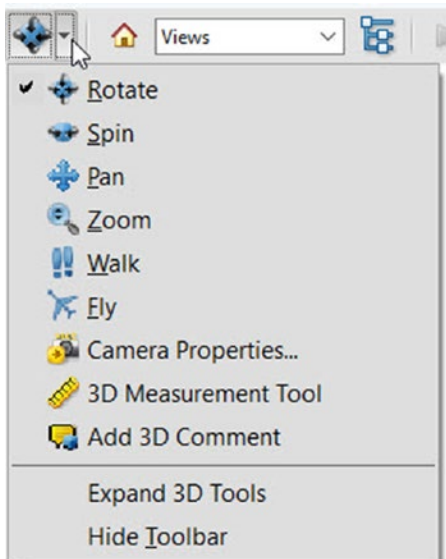 Views
Rotate
Spin
Pan
Zoom
Walk
Fly
Camera Properties...
3D Measurement Tool
Add 3D Comment
Expand 3D Tools
Hide Toolbar